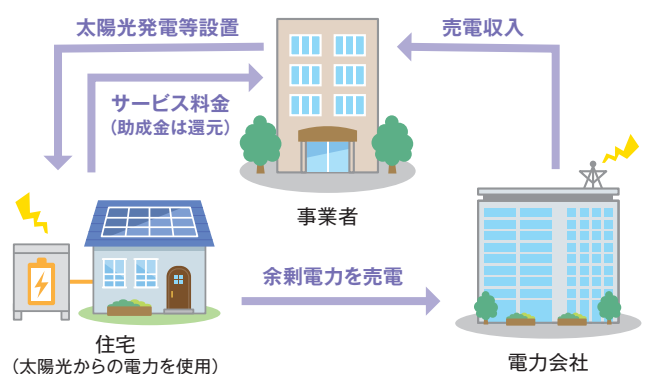 太陽光発電等設置
売電収入
サービス料金
（助成金は還元）
事業者
余剰電力を売電
住宅
（太陽光からの電力を使用）
電力会社